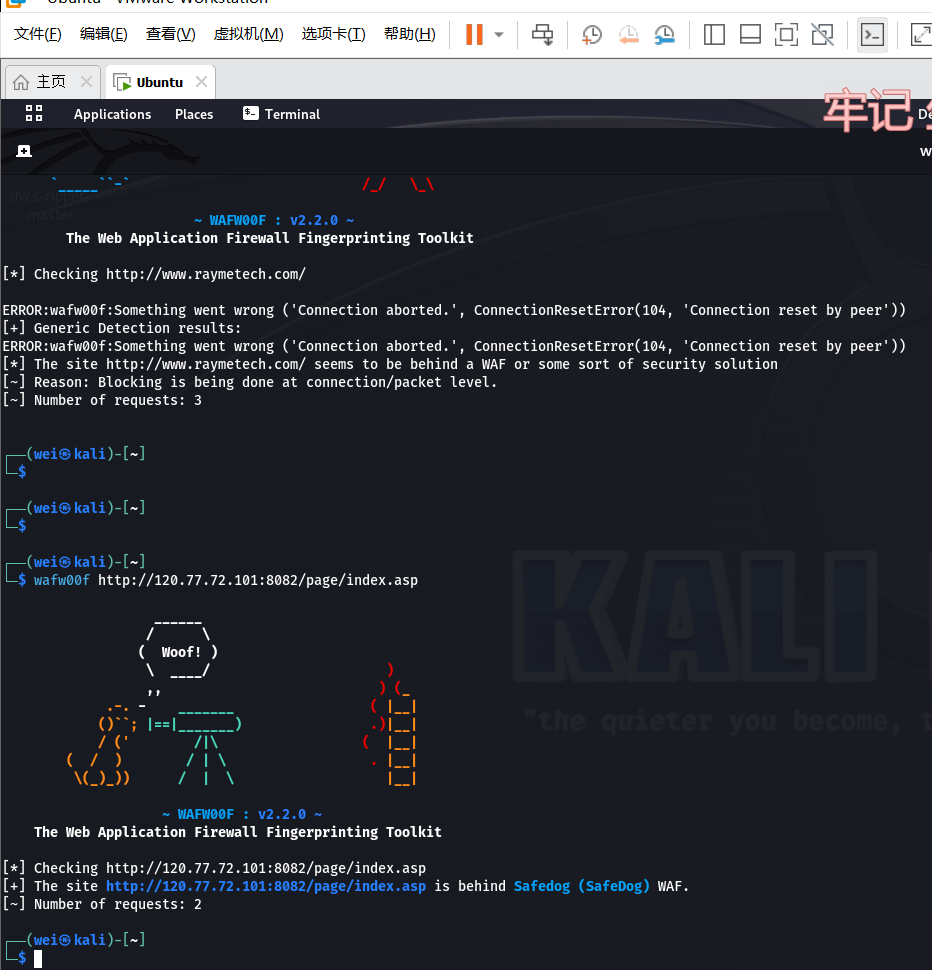 Ubuntu - VMware Workstation
文件(F) 编辑(E) 查看(V) 虚拟机(M) 选项卡(T) 帮助(H)
主页 Ubuntu
Applications Places Terminal
牢记
~ WAFW00F : v2.2.0 ~
The Web Application Firewall Fingerprinting Toolkit
[*] Checking http://www.raymetech.com/
ERROR:wafw00f:Something went wrong ('Connection aborted.', ConnectionResetError(104, 'Connection reset by peer'))
[+] Generic Detection results:
ERROR:wafw00f:Something went wrong ('Connection aborted.', ConnectionResetError(104, 'Connection reset by peer'))
[*] The site http://www.raymetech.com/ seems to be behind a WAF or some sort of security solution
[~] Reason: Blocking is being done at connection/packet level.
[~] Number of requests: 3
(wei㉿kali)-[~]
$
(wei㉿kali)-[~]
$
(wei㉿kali)-[~]
$ wafw00f http://120.77.72.101:8082/page/index.asp
Woof!
KALI
"the quieter you become,
~ WAFW00F : v2.2.0 ~
The Web Application Firewall Fingerprinting Toolkit
[*] Checking http://120.77.72.101:8082/page/index.asp
[+] The site http://120.77.72.101:8082/page/index.asp is behind Safedog (SafeDog) WAF.
[~] Number of requests: 2
(wei㉿kali)-[~]
$